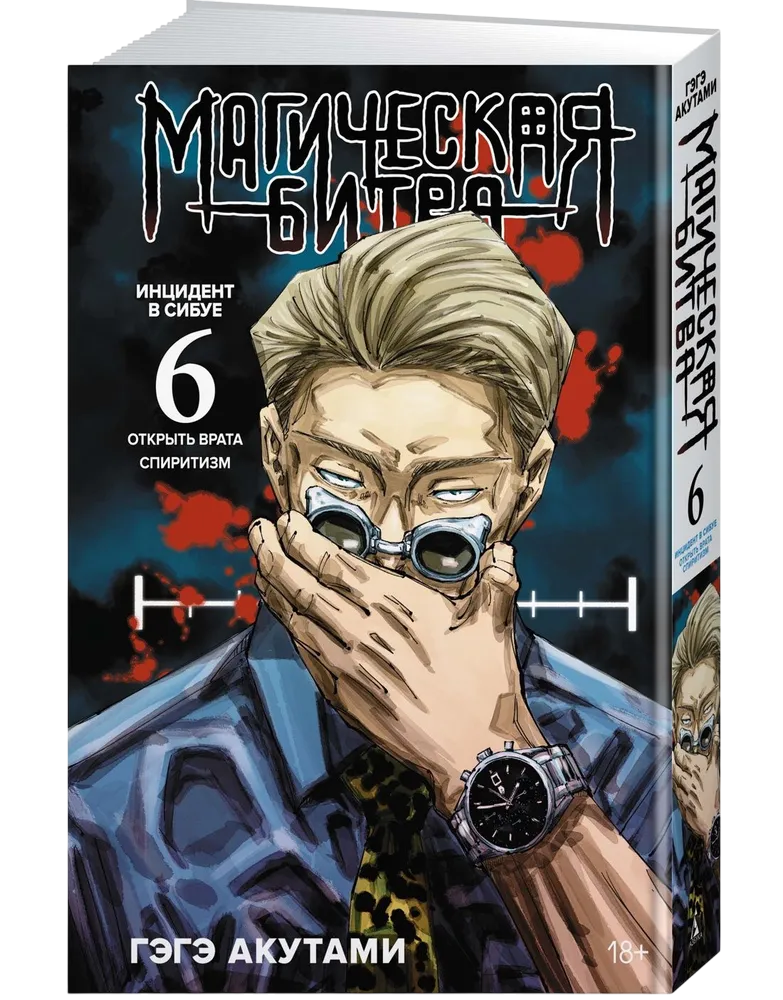 МАГИЧЕСКАЯ
БИТВА
ИНЦИДЕНТ
В СИБУЕ
6
ОТКРЫТЬ ВРАТА
СПИРИТИЗМ
ГЭГЭ АКУТАМИ
18+
ГЭГЭ
АКУТАМИ
МАГИЧЕСКАЯ
БИТВА
6
ИНЦИДЕНТ В СИБУЕ
ОТКРЫТЬ ВРАТА
СПИРИТИЗМ